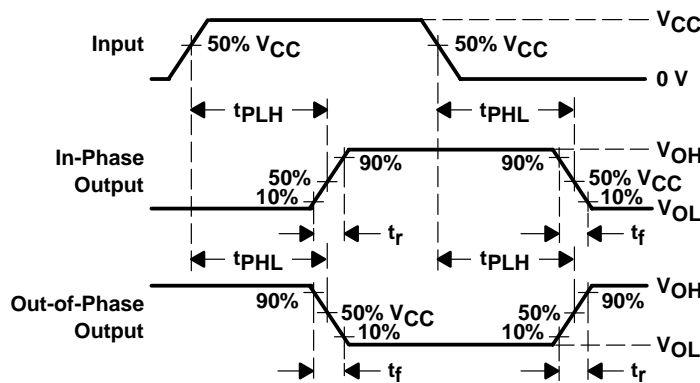 VCC
Input
50% VCC
50% VCC
0 V
tPLH
tPHL
In-Phase
Output
VOH
90%
90%
50%
50% VCC
10%
10%
VOL
tr
tf
tPHL
tPLH
Out-of-Phase
Output
VOH
90%
90%
50% VCC
50%
10%
10%
VOL
tf
tr